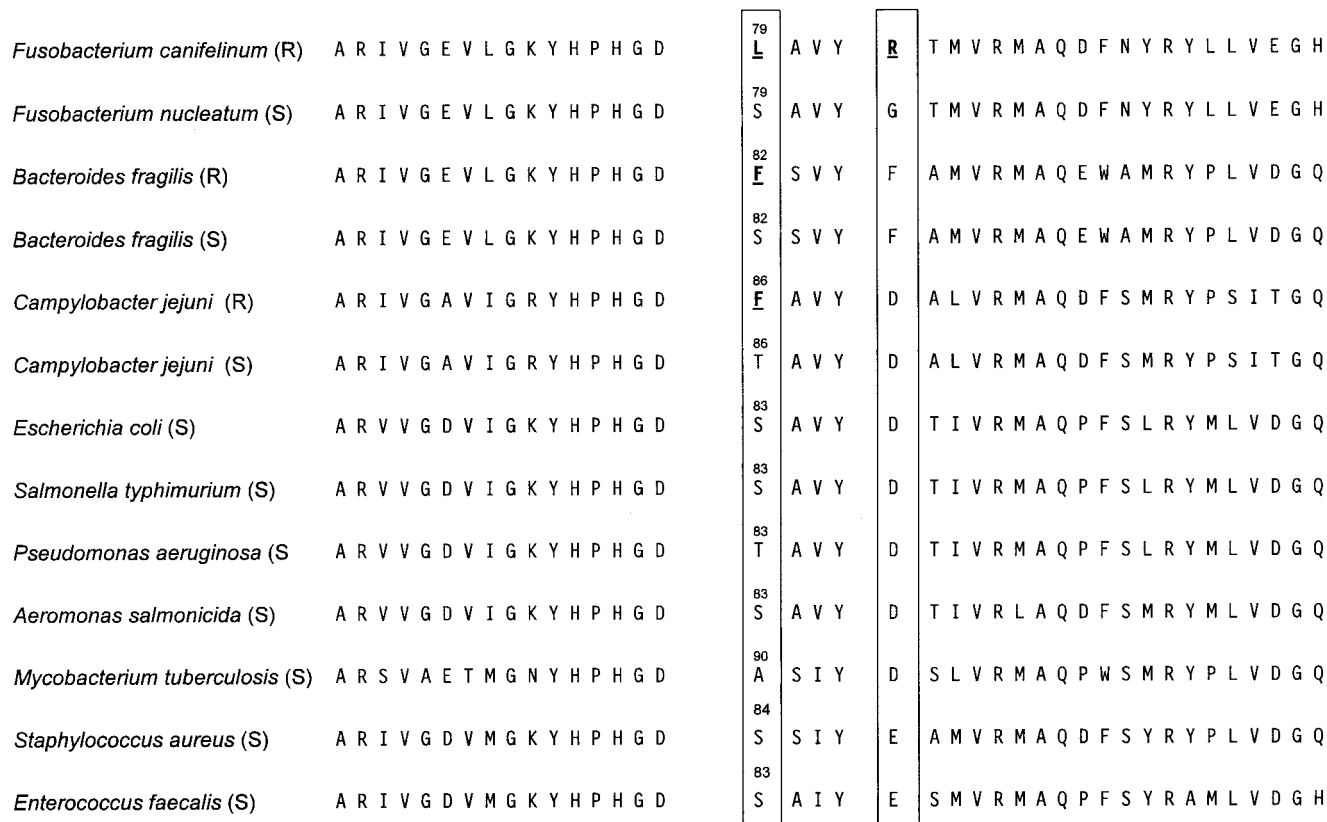 79
Fusobacterium canifelinum (R) A R I V G E V L G K Y H P H G D L A V Y R T M V R M A Q D F N Y R Y L L V E G H
79
Fusobacterium nucleatum (S) A R I V G E V L G K Y H P H G D S A V Y G T M V R M A Q D F N Y R Y L L V E G H
82
Bacteroides fragilis (R) A R I V G E V L G K Y H P H G D F S V Y F A M V R M A Q E W A M R Y P L V D G Q
82
Bacteroides fragilis (S) A R I V G E V L G K Y H P H G D S S V Y F A M V R M A Q E W A M R Y P L V D G Q
86
Campylobacter jejuni (R) A R I V G A V I G R Y H P H G D F A V Y D A L V R M A Q D F S M R Y P S I T G Q
86
Campylobacter jejuni (S) A R I V G A V I G R Y H P H G D T A V Y D A L V R M A Q D F S M R Y P S I T G Q
83
Escherichia coli (S) A R V V G D V I G K Y H P H G D S A V Y D T I V R M A Q P F S L R Y M L V D G Q
83
Salmonella typhimurium (S) A R V V G D V I G K Y H P H G D S A V Y D T I V R M A Q P F S L R Y M L V D G Q
83
Pseudomonas aeruginosa (S A R V V G D V I G K Y H P H G D T A V Y D T I V R M A Q P F S L R Y M L V D G Q
83
Aeromonas salmonicida (S) A R V V G D V I G K Y H P H G D S A V Y D T I V R L A Q D F S M R Y M L V D G Q
90
Mycobacterium tuberculosis (S) A R S V A E T M G N Y H P H G D A S I Y D S L V R M A Q P W S M R Y P L V D G Q
84
Staphylococcus aureus (S) A R I V G D V M G K Y H P H G D S S I Y E A M V R M A Q D F S Y R Y P L V D G Q
83
Enterococcus faecalis (S) A R I V G D V M G K Y H P H G D S A I Y E S M V R M A Q P F S Y R A M L V D G H